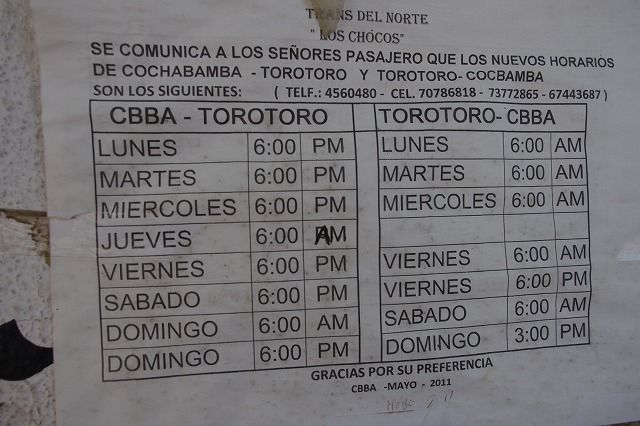 TRANS DEL NORTE
"LOS CHOCOS"
SE COMUNICA A LOS SEÑORES PASAJERO QUE LOS NUEVOS HORARIOS
DE COCHABAMBA - TOROTORO Y TOROTORO- COCBAMBA
SON LOS SIGUIENTES: ( TELF.: 4560480 - CEL. 70786818 - 73772865 - 67443687 )
CBBA - TOROTORO TOROTORO- CBBA
LUNES 6:00 PM LUNES 6:00 AM
MARTES 6:00 PM MARTES 6:00 AM
MIERCOLES 6:00 PM MIERCOLES 6:00 AM
JUEVES 6:00 AM
VIERNES 6:00 PM VIERNES 6:00 AM
SABADO 6:00 PM VIERNES 6:00 PM
DOMINGO 6:00 AM SABADO 6:00 AM
DOMINGO 6:00 PM DOMINGO 3:00 PM
GRACIAS POR SU PREFERENCIA
CBBA -MAYO - 2011